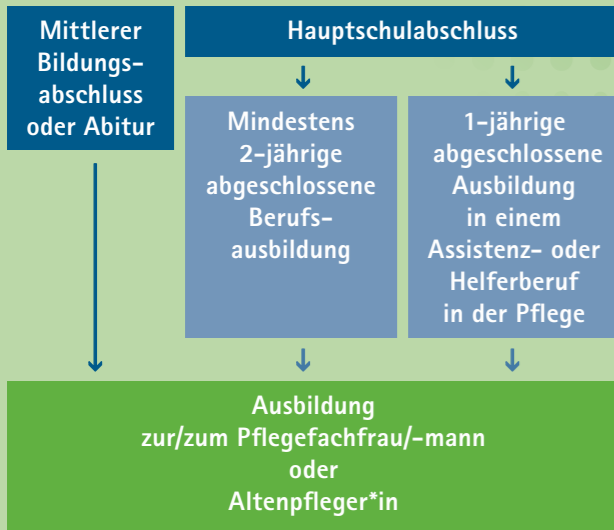 Mittlerer
Bildungs-
abschluss
oder Abitur
Hauptschulabschluss
Mindestens
2-jährige
abgeschlossene
Berufs-
ausbildung
1-jährige
abgeschlossene
Ausbildung
in einem
Assistenz- oder
Helferberuf
in der Pflege
Ausbildung
zur/zum Pflegefachfrau/-mann
oder
Altenpfleger*in